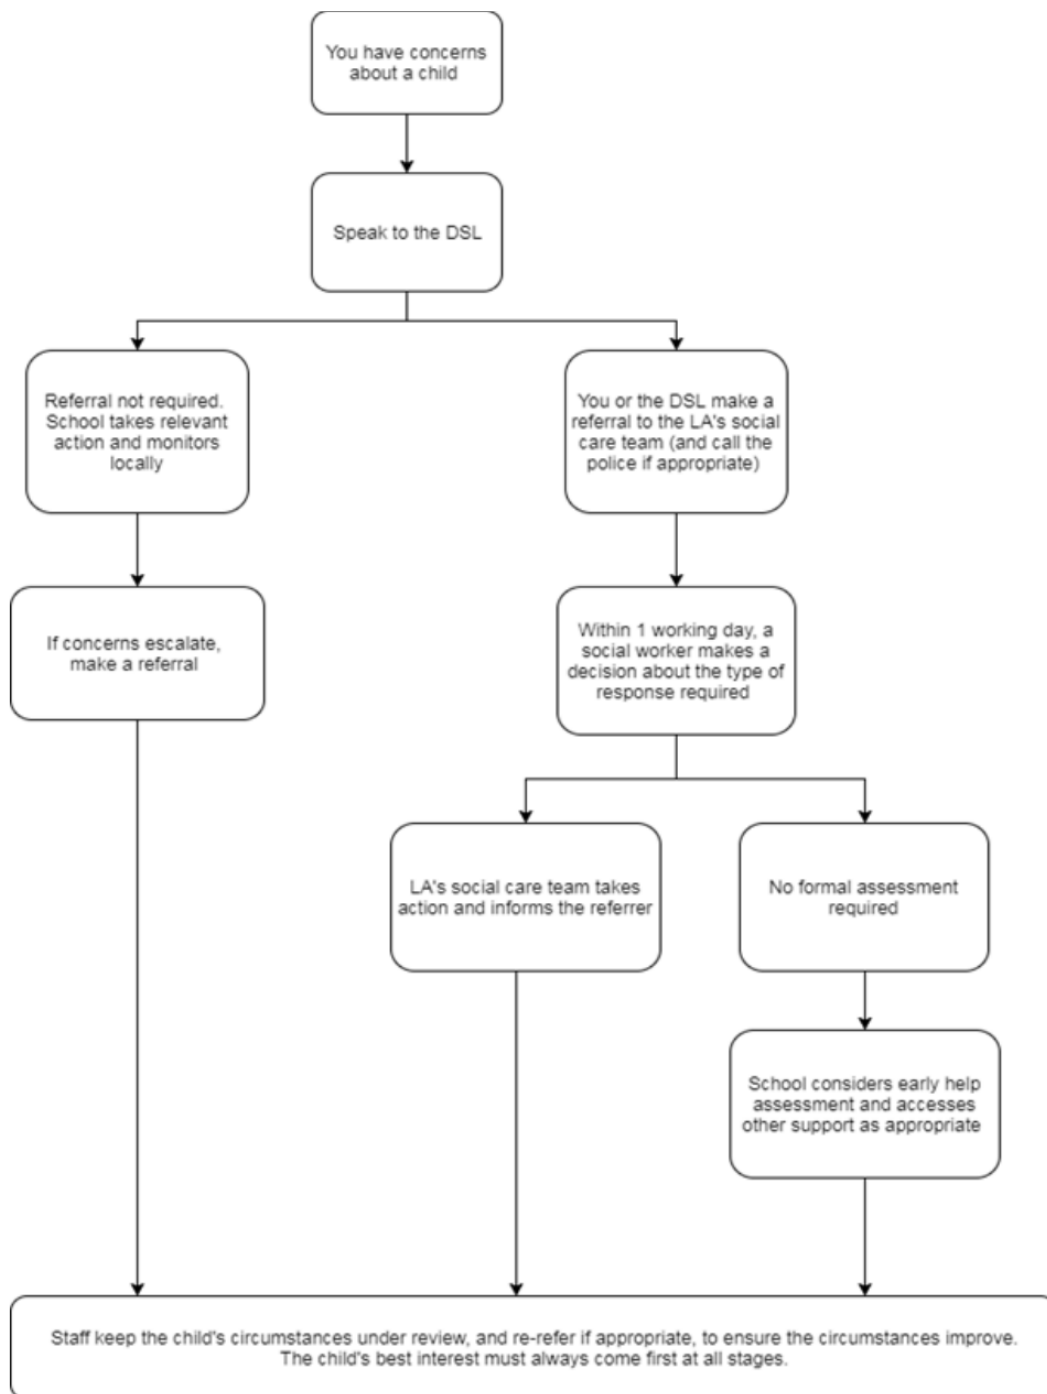 You have concerns
about a child
Speak to the DSL
Referral not required.
School takes relevant
action and monitors
locally
You or the DSL make a
referral to the LA's social
care team (and call the
police if appropriate)
If concerns escalate,
make a referral
Within 1 working day, a
social worker makes a
decision about the type of
response required
LA's social care team takes
action and informs the referrer
No formal assessment
required
School considers early help
assessment and accesses
other support as appropriate
Staff keep the child's circumstances under review, and re-refer if appropriate, to ensure the circumstances improve.
The child's best interest must always come first at all stages.